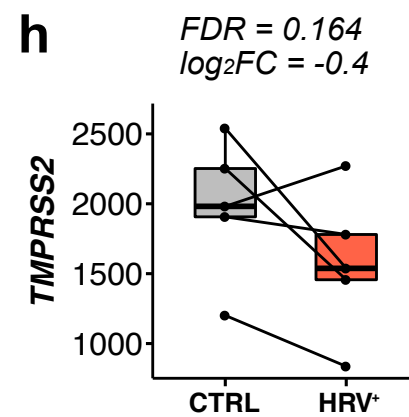 h
FDR = 0.164
log₂FC = -0.4
TMPRSS2
2500
2000
1500
1000
CTRL HRV⁺